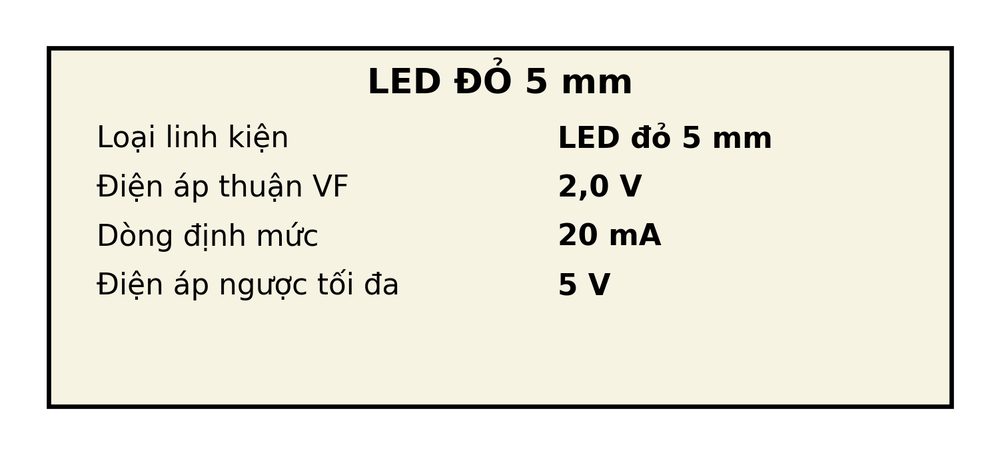 LED ĐỎ 5 mm
Loại linh kiện LED đỏ 5 mm
Điện áp thuận VF 2,0 V
Dòng định mức 20 mA
Điện áp ngược tối đa 5 V